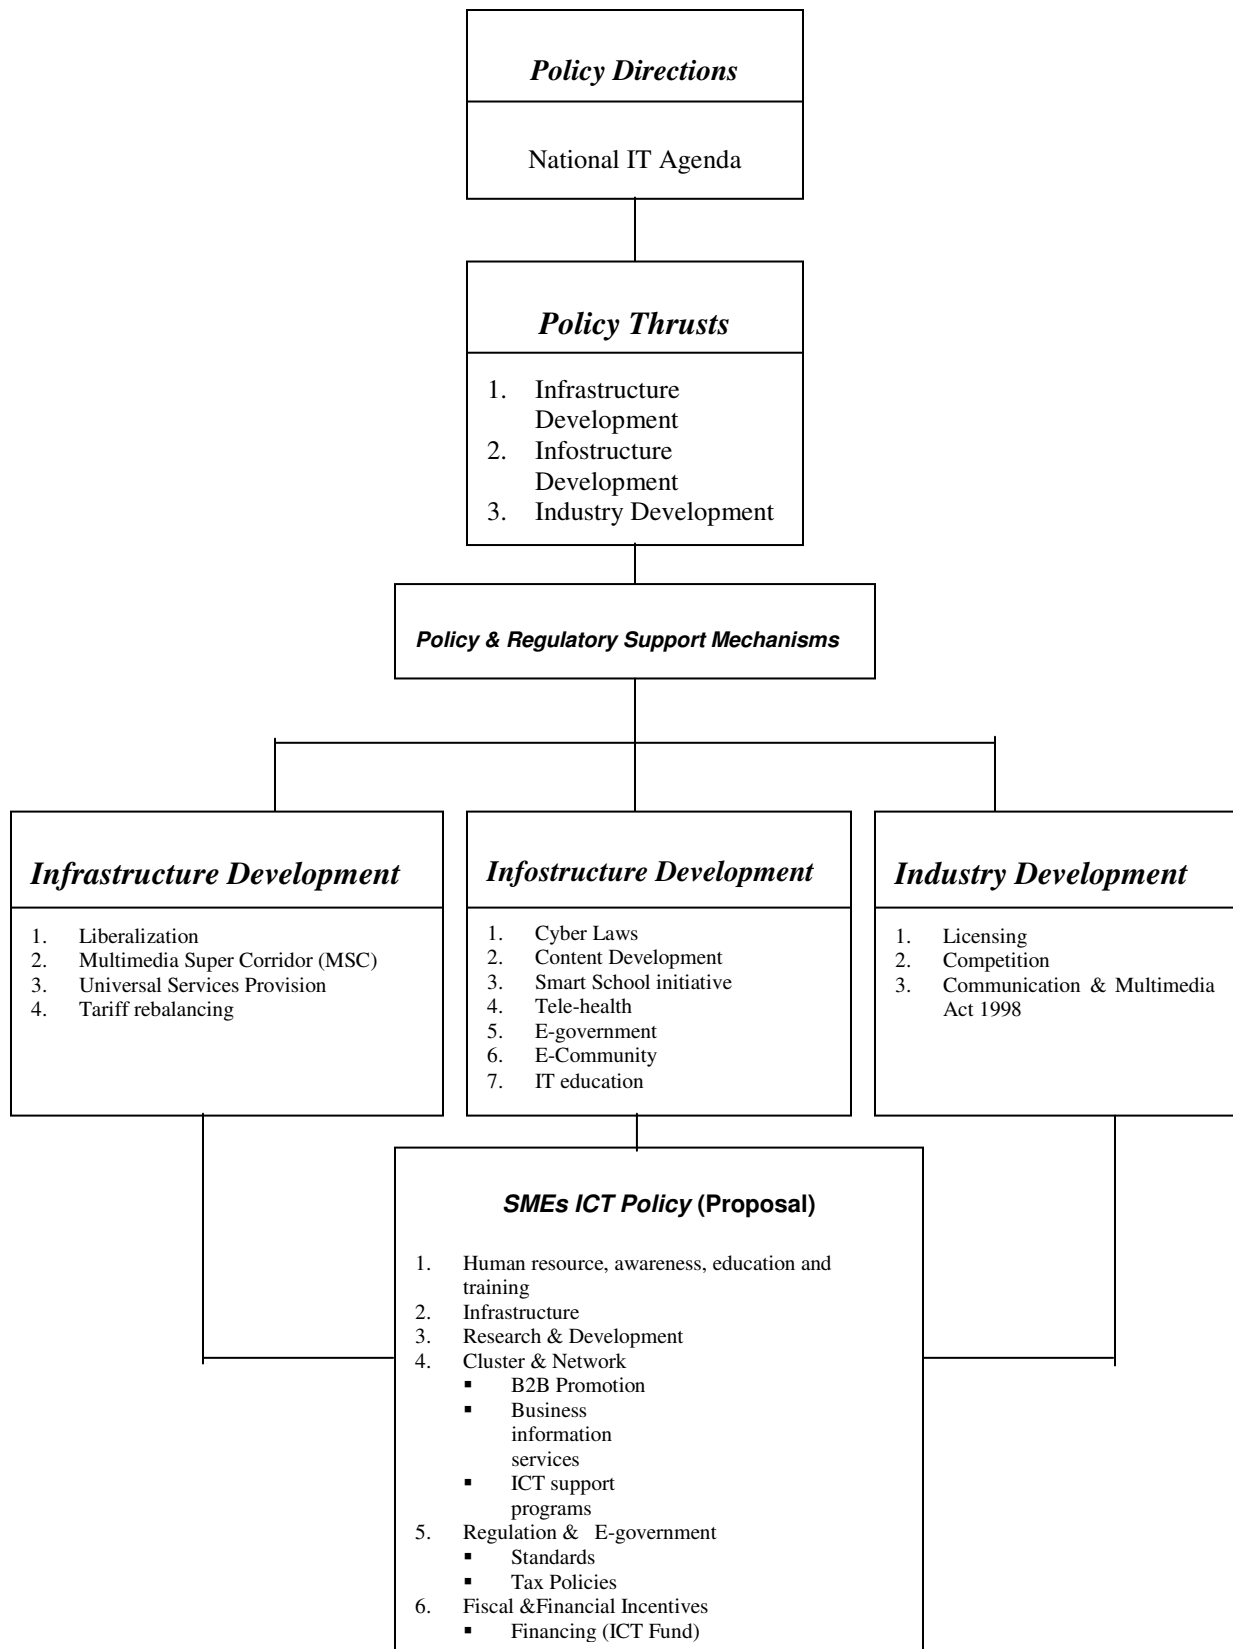 Policy Directions
National IT Agenda
Policy Thrusts
1. Infrastructure
Development
2. Infostructure
Development
3. Industry Development
Policy & Regulatory Support Mechanisms
Infrastructure Development
1. Liberalization
2. Multimedia Super Corridor (MSC)
3. Universal Services Provision
4. Tariff rebalancing
Infostructure Development
1. Cyber Laws
2. Content Development
3. Smart School initiative
4. Tele-health
5. E-government
6. E-Community
7. IT education
Industry Development
1. Licensing
2. Competition
3. Communication & Multimedia
Act 1998
SMEs ICT Policy (Proposal)
1. Human resource, awareness, education and
training
2. Infrastructure
3. Research & Development
4. Cluster & Network
▪ B2B Promotion
▪ Business
information
services
▪ ICT support
programs
5. Regulation & E-government
▪ Standards
▪ Tax Policies
6. Fiscal &Financial Incentives
▪ Financing (ICT Fund)